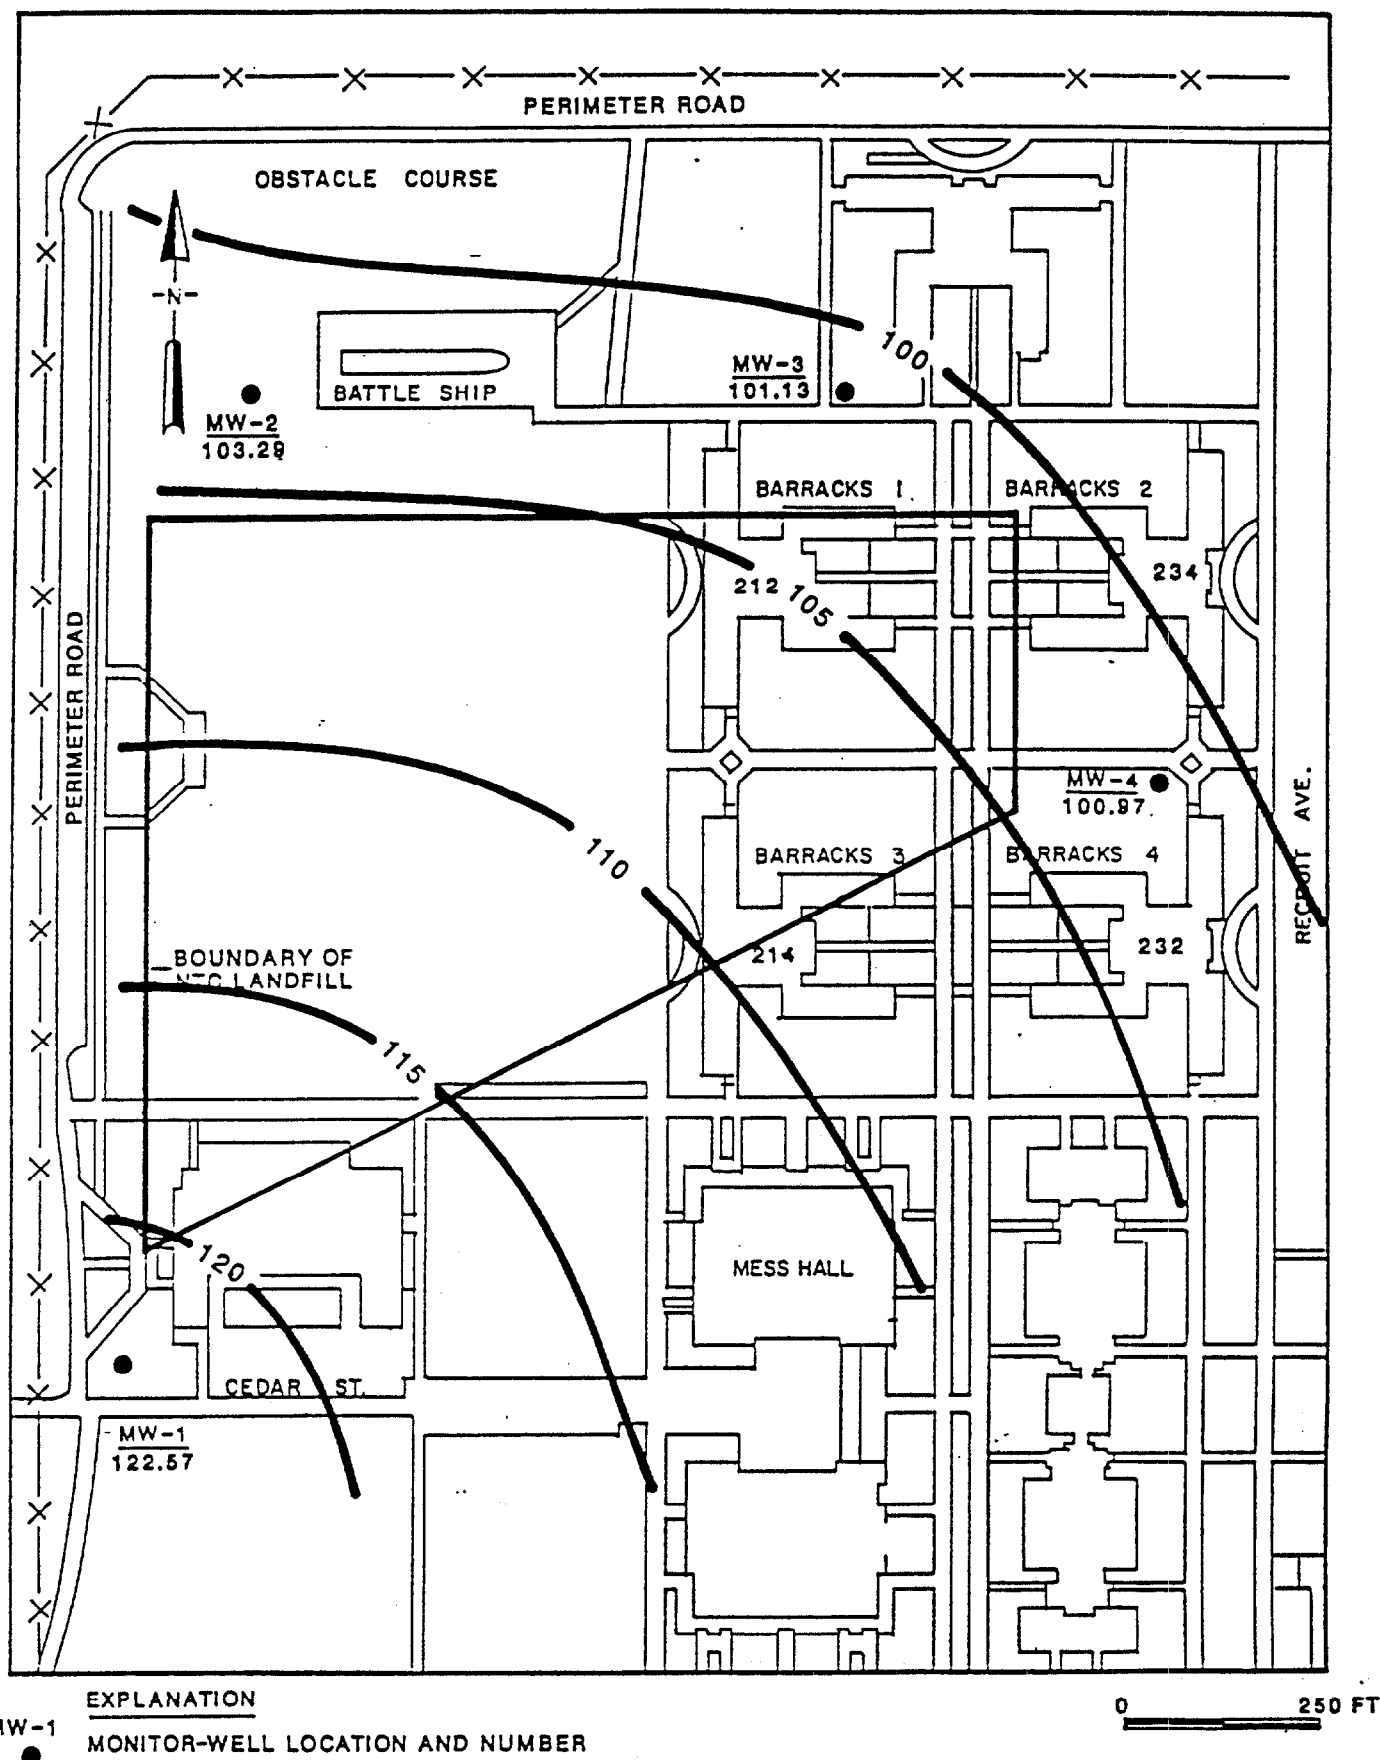 PERIMETER ROAD
OBSTACLE COURSE
-N-
100
MW-3
101.13
BATTLE SHIP
MW-2
103.29
BARRACKS 1
BARRACKS 2
212
105
234
PERIMETER ROAD
MW-4
100.97
RECRUIT AVE.
110
BARRACKS 3
BARRACKS 4
214
232
BOUNDARY OF
NTC LANDFILL
115
120
MESS HALL
CEDAR ST.
MW-1
122.57
EXPLANATION
0 250 FT
MW-1
MONITOR-WELL LOCATION AND NUMBER